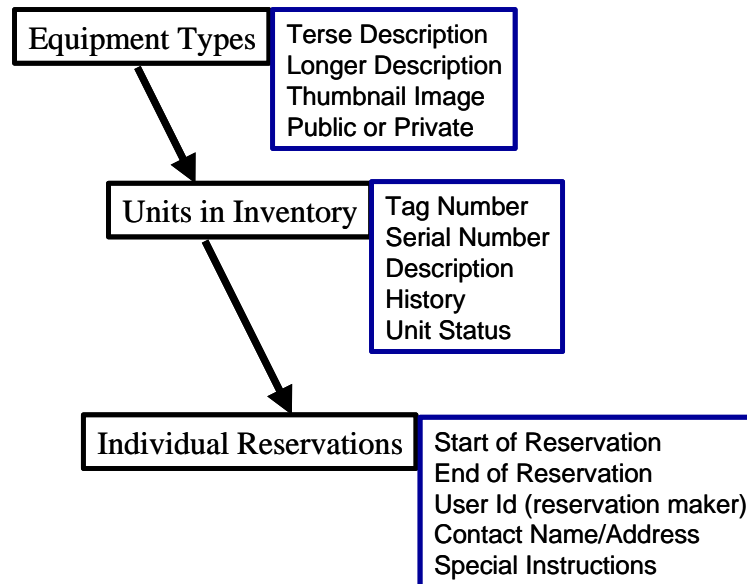 Equipment Types
Terse Description
Longer Description
Thumbnail Image
Public or Private
Units in Inventory
Tag Number
Serial Number
Description
History
Unit Status
Individual Reservations
Start of Reservation
End of Reservation
User Id (reservation maker)
Contact Name/Address
Special Instructions